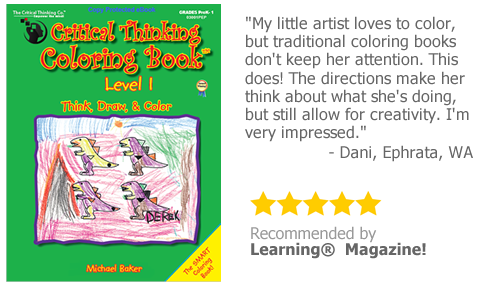 Copy Protected eBook
The Critical Thinking Co.™
GRADES PreK-1
Critical Thinking
Coloring Book™
Level 1
Think, Draw, & Color
DEREK
Michael Baker
The SMART
Coloring Book!
"My little artist loves to color,
but traditional coloring books
don't keep her attention. This
does! The directions make her
think about what she's doing,
but still allow for creativity. I'm
very impressed."
- Dani, Ephrata, WA
Recommended by
Learning® Magazine!